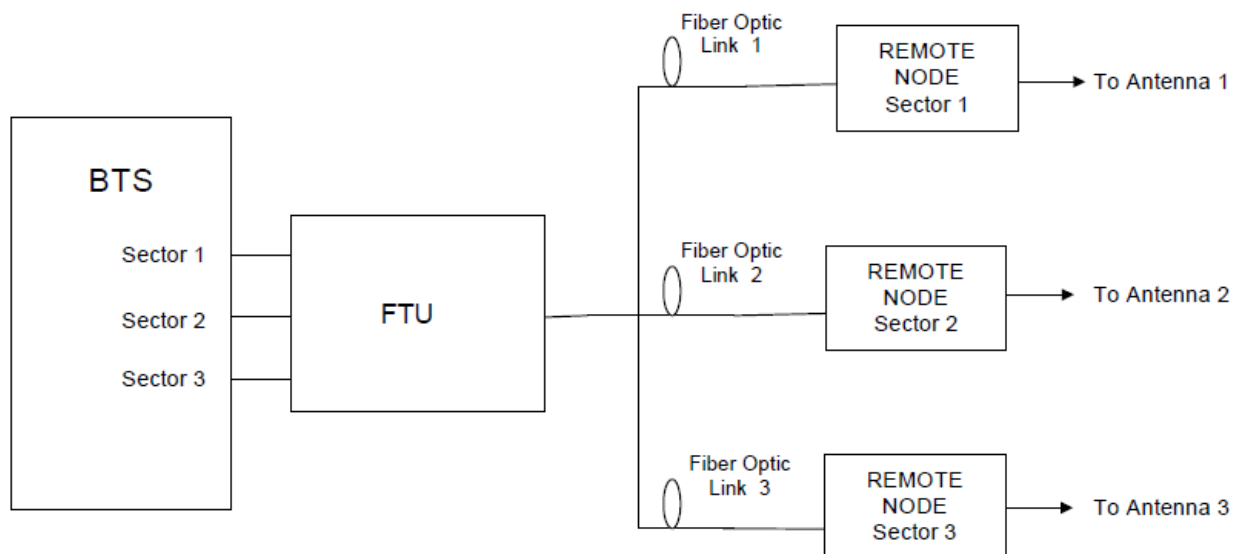 Fiber Optic
Link 1
REMOTE
NODE
Sector 1
To Antenna 1
BTS
Sector 1
Sector 2
Sector 3
FTU
Fiber Optic
Link 2
REMOTE
NODE
Sector 2
To Antenna 2
Fiber Optic
Link 3
REMOTE
NODE
Sector 3
To Antenna 3